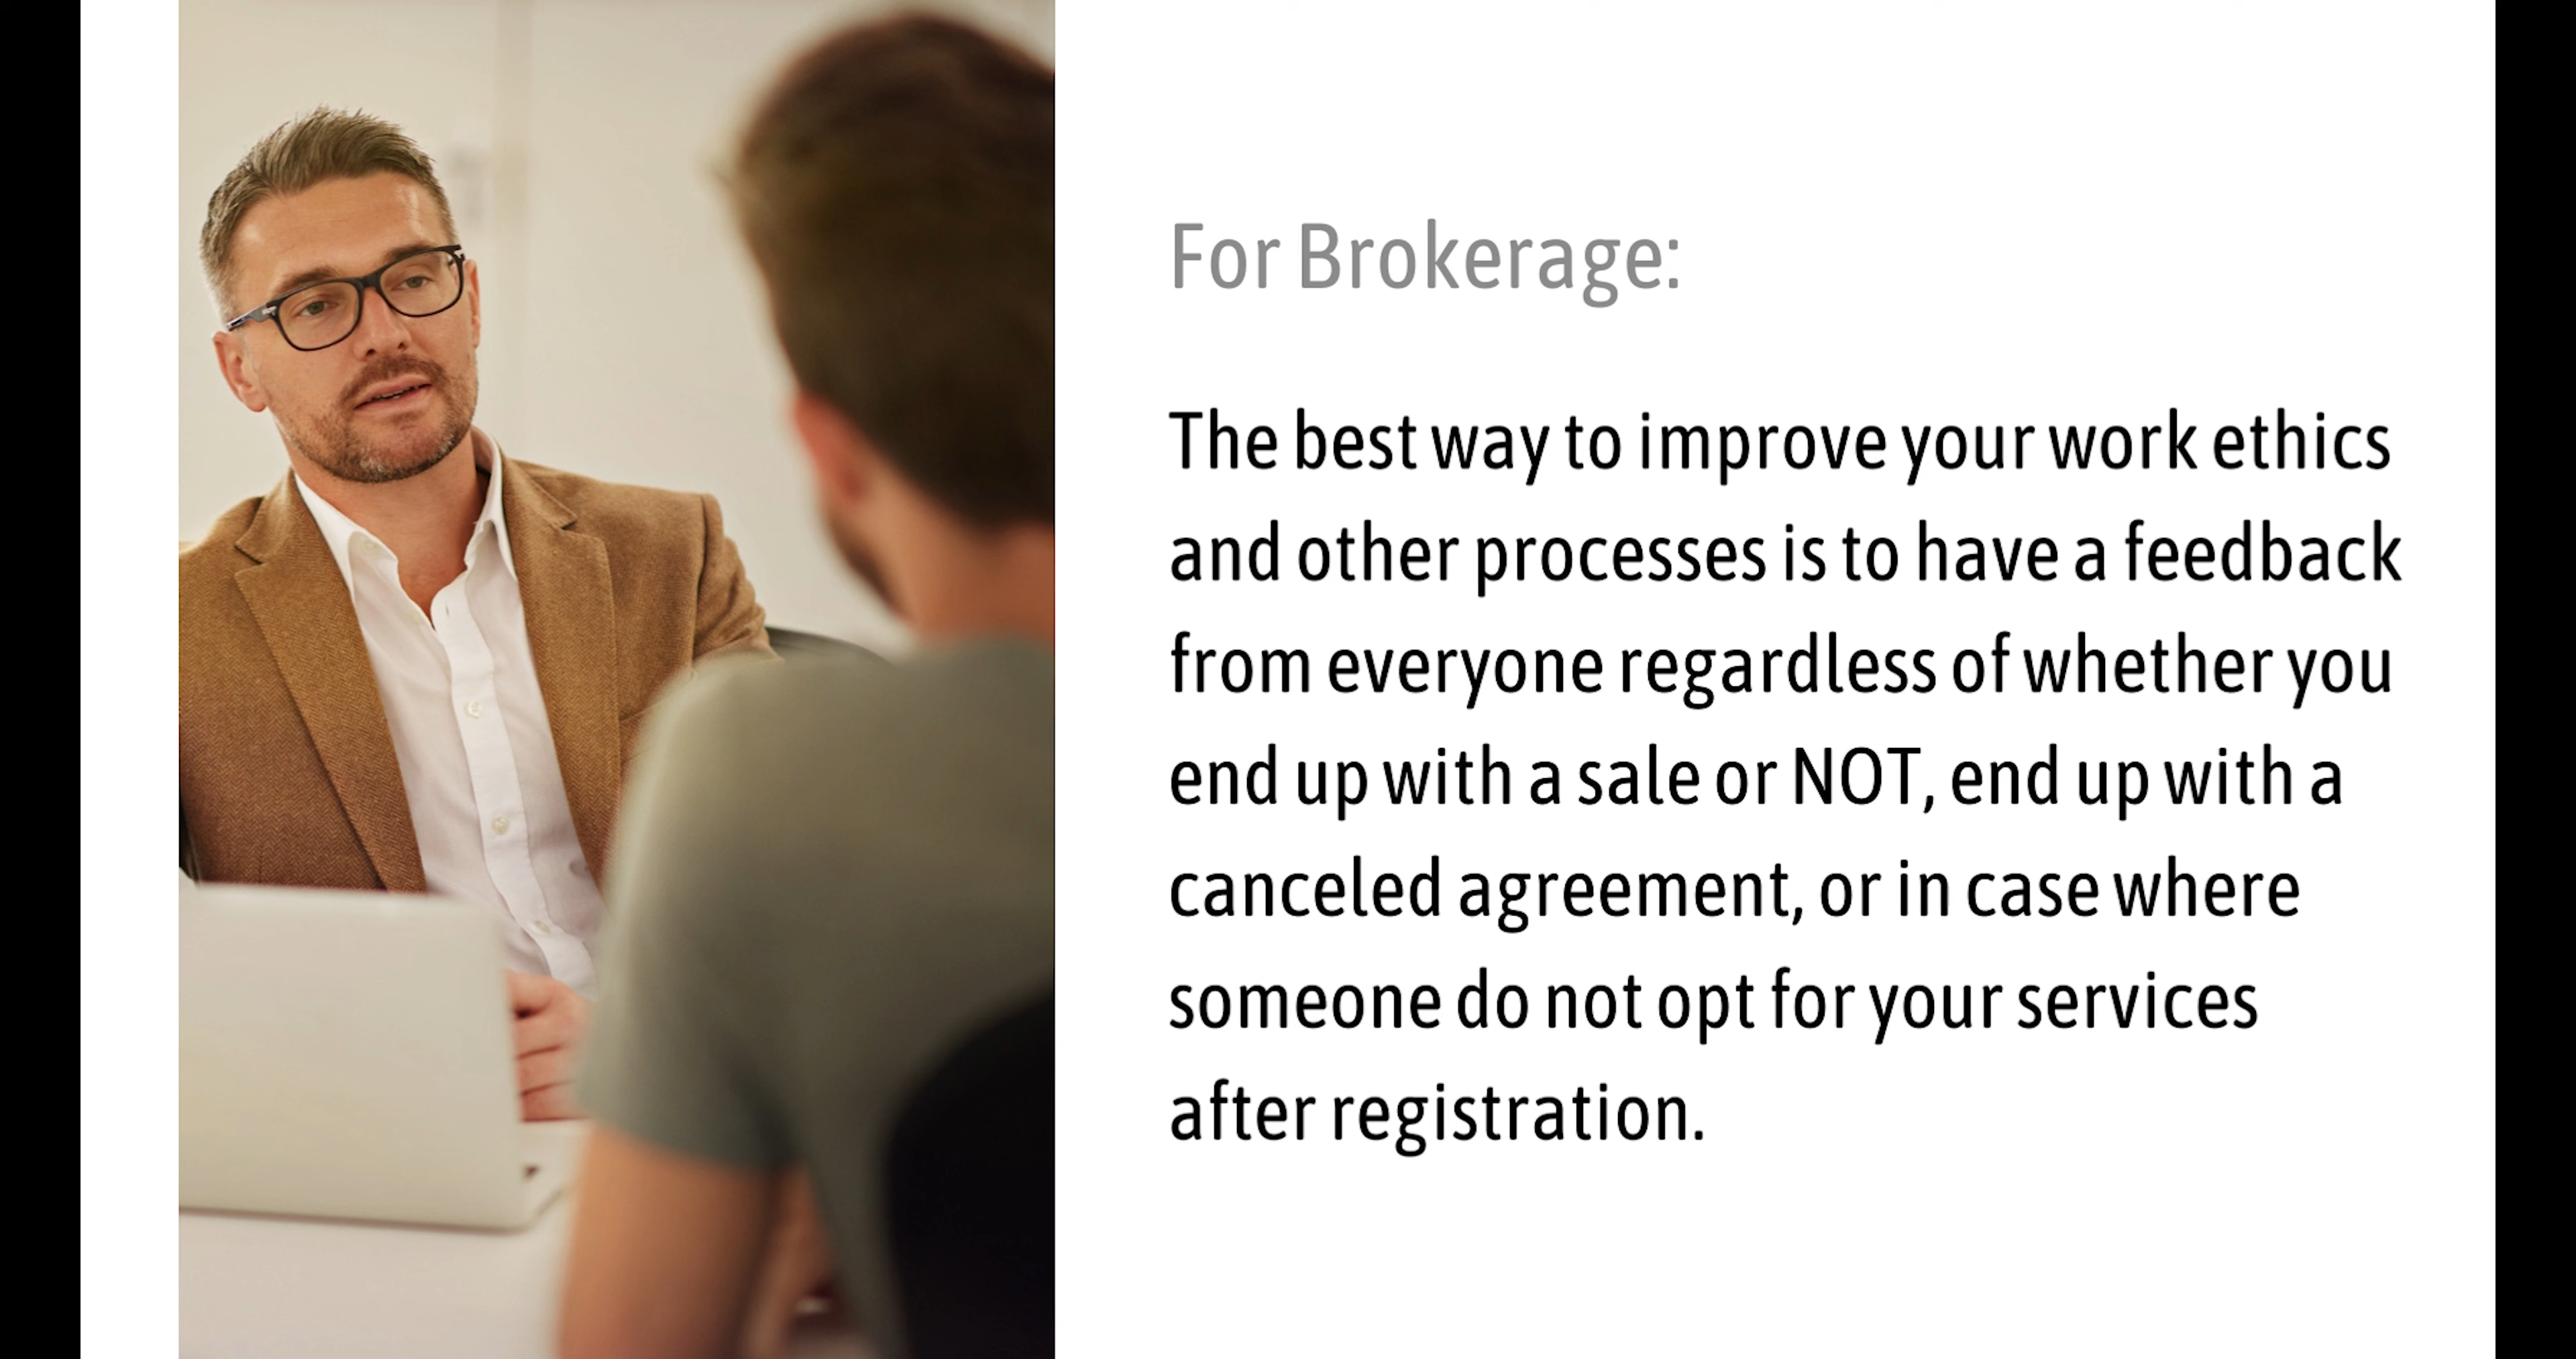 For Brokerage:
The best way to improve your work ethics
and other processes is to have a feedback
from everyone regardless of whether you
end up with a sale or NOT, end up with a
canceled agreement, or in case where
someone do not opt for your services
after registration.